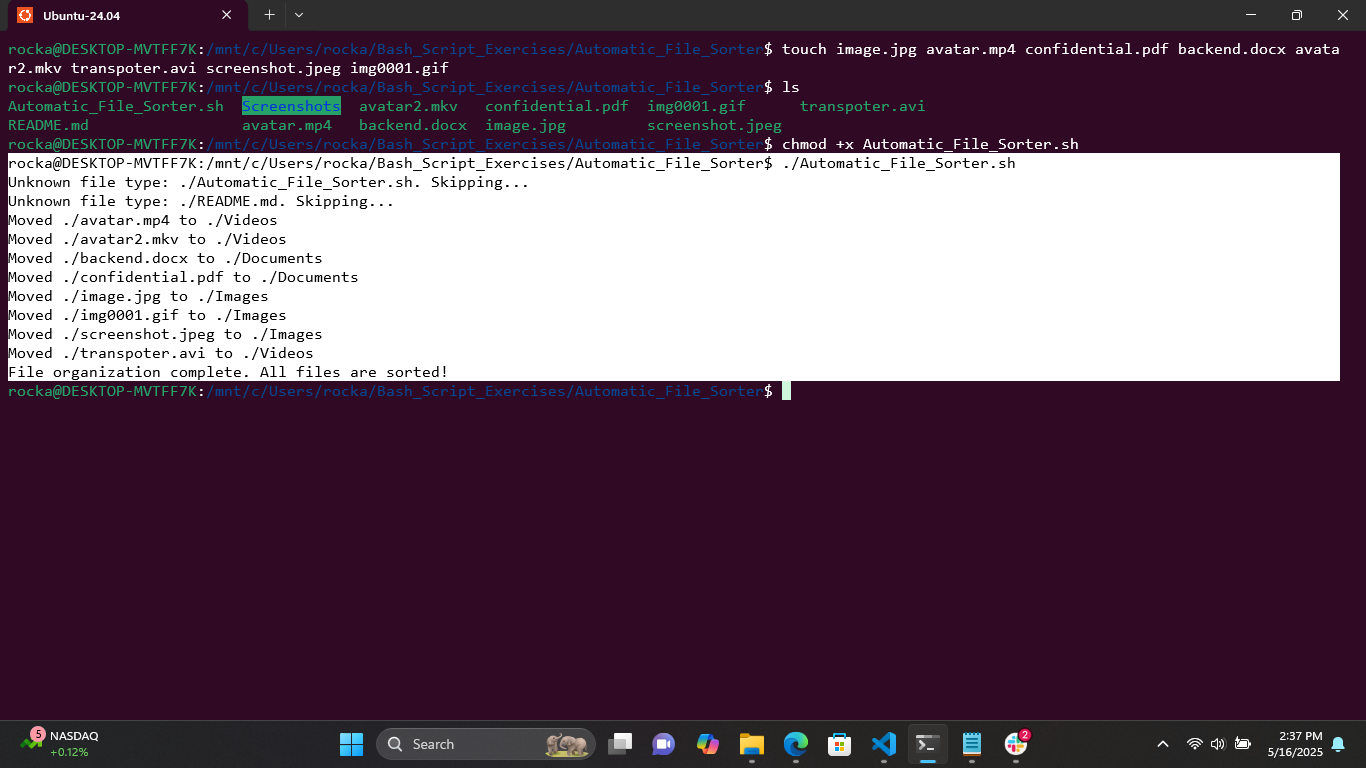 Ubuntu-24.04
rocka@DESKTOP-MVTFF7K:/mnt/c/Users/rocka/Bash_Script_Exercises/Automatic_File_Sorter$ touch image.jpg avatar.mp4 confidential.pdf backend.docx avata
r2.mkv transpoter.avi screenshot.jpeg img0001.gif
rocka@DESKTOP-MVTFF7K:/mnt/c/Users/rocka/Bash_Script_Exercises/Automatic_File_Sorter$ ls
Automatic_File_Sorter.sh Screenshots avatar2.mkv confidential.pdf img0001.gif transpoter.avi
README.md avatar.mp4 backend.docx image.jpg screenshot.jpeg
rocka@DESKTOP-MVTFF7K:/mnt/c/Users/rocka/Bash_Script_Exercises/Automatic_File_Sorter$ chmod +x Automatic_File_Sorter.sh
rocka@DESKTOP-MVTFF7K:/mnt/c/Users/rocka/Bash_Script_Exercises/Automatic_File_Sorter$ ./Automatic_File_Sorter.sh
Unknown file type: ./Automatic_File_Sorter.sh. Skipping...
Unknown file type: ./README.md. Skipping...
Moved ./avatar.mp4 to ./Videos
Moved ./avatar2.mkv to ./Videos
Moved ./backend.docx to ./Documents
Moved ./confidential.pdf to ./Documents
Moved ./image.jpg to ./Images
Moved ./img0001.gif to ./Images
Moved ./screenshot.jpeg to ./Images
Moved ./transpoter.avi to ./Videos
File organization complete. All files are sorted!
rocka@DESKTOP-MVTFF7K:/mnt/c/Users/rocka/Bash_Script_Exercises/Automatic_File_Sorter$
5 NASDAQ
+0.12%
Search
2
2:37 PM
5/16/2025